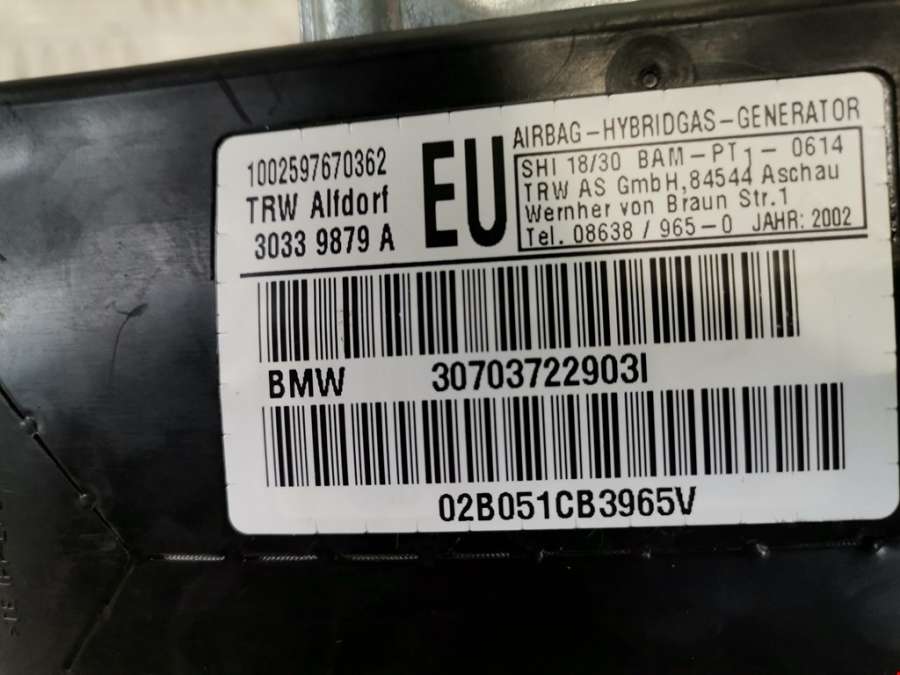 1002597670362
TRW Alfdorf
3033 9879 A
EU
AIRBAG-HYBRIDGAS-GENERATOR
SHI 18/30 BAM-PT1-0614
TRW AS GmbH,84544 Aschau
Wernher von Braun Str.1
Tel. 08638 / 965-0 JAHR: 2002
BMW 30703722903I
02B051CB3965V